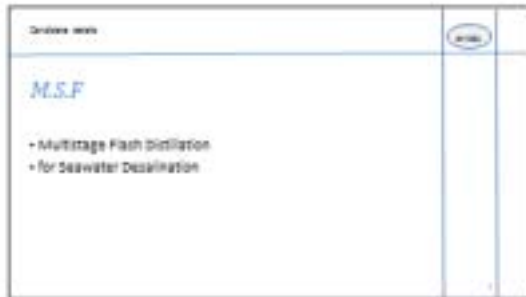 M.S.F
• Multistage Flash Distillation
• for Seawater Desalination